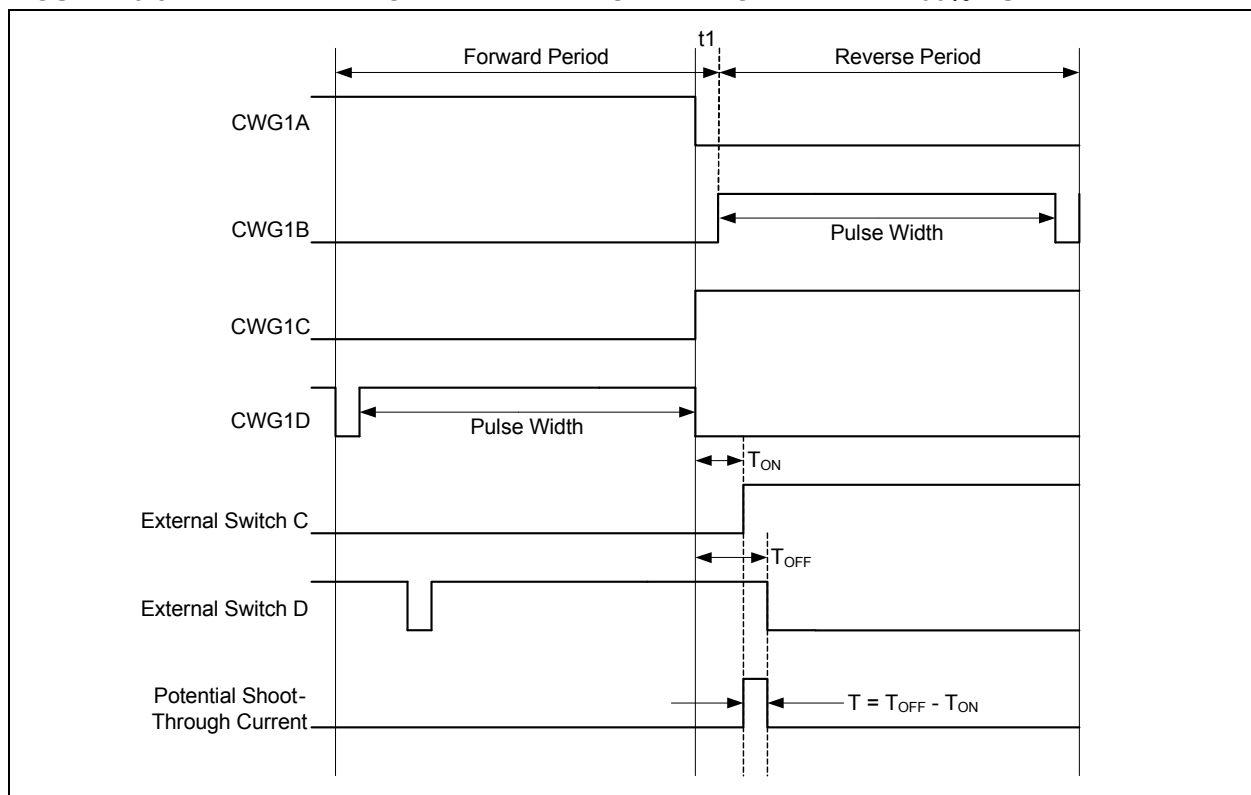 t1
Forward Period
Reverse Period
CWG1A
CWG1B
Pulse Width
CWG1C
CWG1D
Pulse Width
TON
External Switch C
TOFF
External Switch D
Potential Shoot-
Through Current
T = TOFF - TON